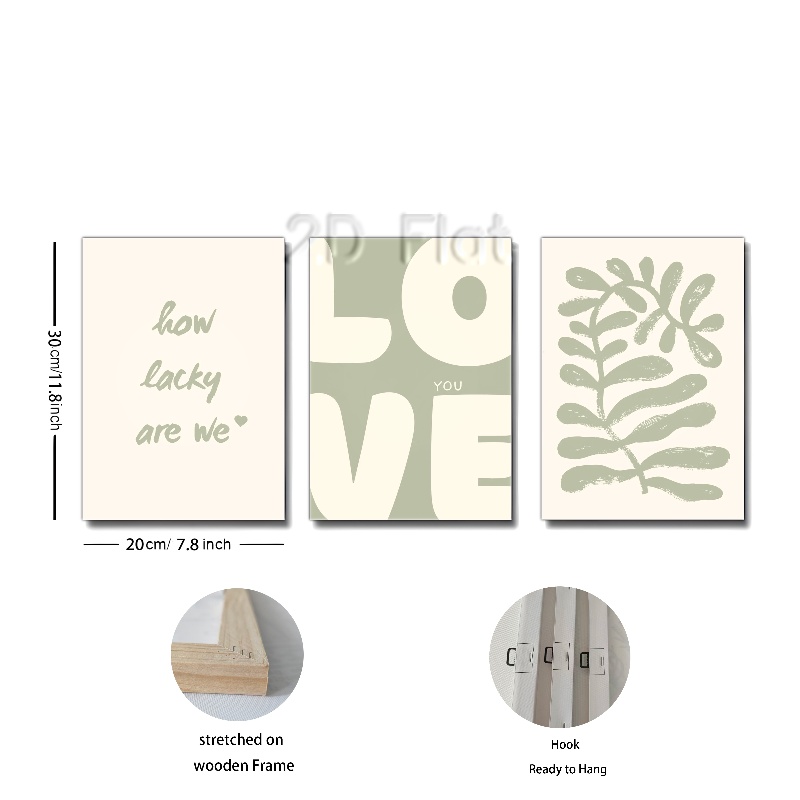 2D Flat
how
lacky
are we
LO
YOU
VE
30cm/11.8inch
20cm/ 7.8 inch
stretched on
wooden Frame
Hook
Ready to Hang